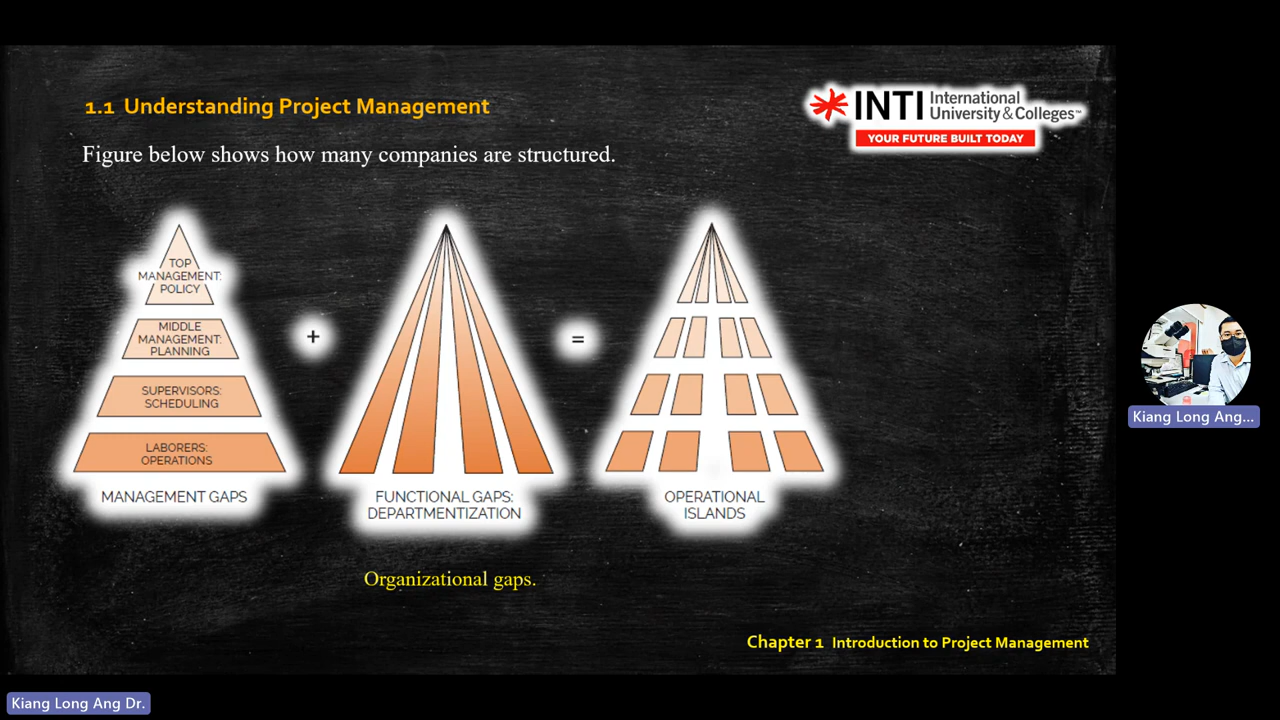 1.1 Understanding Project Management
INTI International
University & Colleges™
YOUR FUTURE BUILT TODAY
Figure below shows how many companies are structured.
TOP
MANAGEMENT:
POLICY
MIDDLE
MANAGEMENT:
PLANNING
SUPERVISORS:
SCHEDULING
LABORERS:
OPERATIONS
MANAGEMENT GAPS
+
FUNCTIONAL GAPS:
DEPARTMENTIZATION
=
OPERATIONAL
ISLANDS
Organizational gaps.
Chapter 1 Introduction to Project Management
Kiang Long Ang...
Kiang Long Ang Dr.